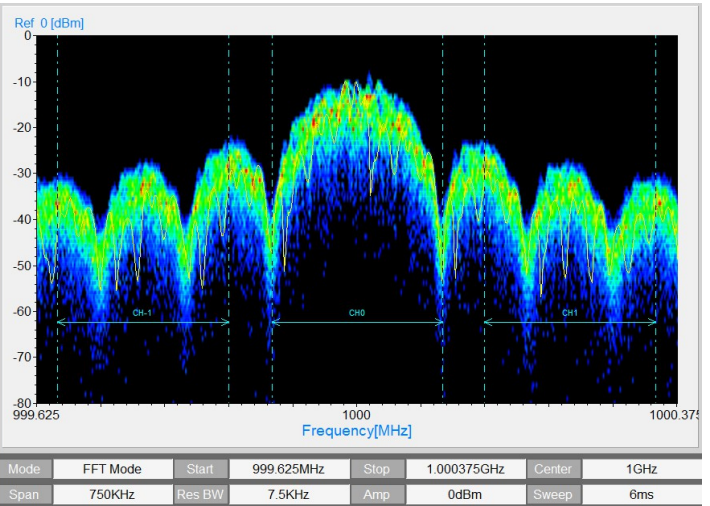 Ref 0 [dBm]
0
-10
-20
-30
-40
-50
-60
-70
-80
CH-1
CH0
CH1
999.625
1000
1000.375
Frequency[MHz]
Mode FFT Mode Start 999.625MHz Stop 1.000375GHz Center 1GHz
Span 750KHz Res BW 7.5KHz Amp 0dBm Sweep 6ms